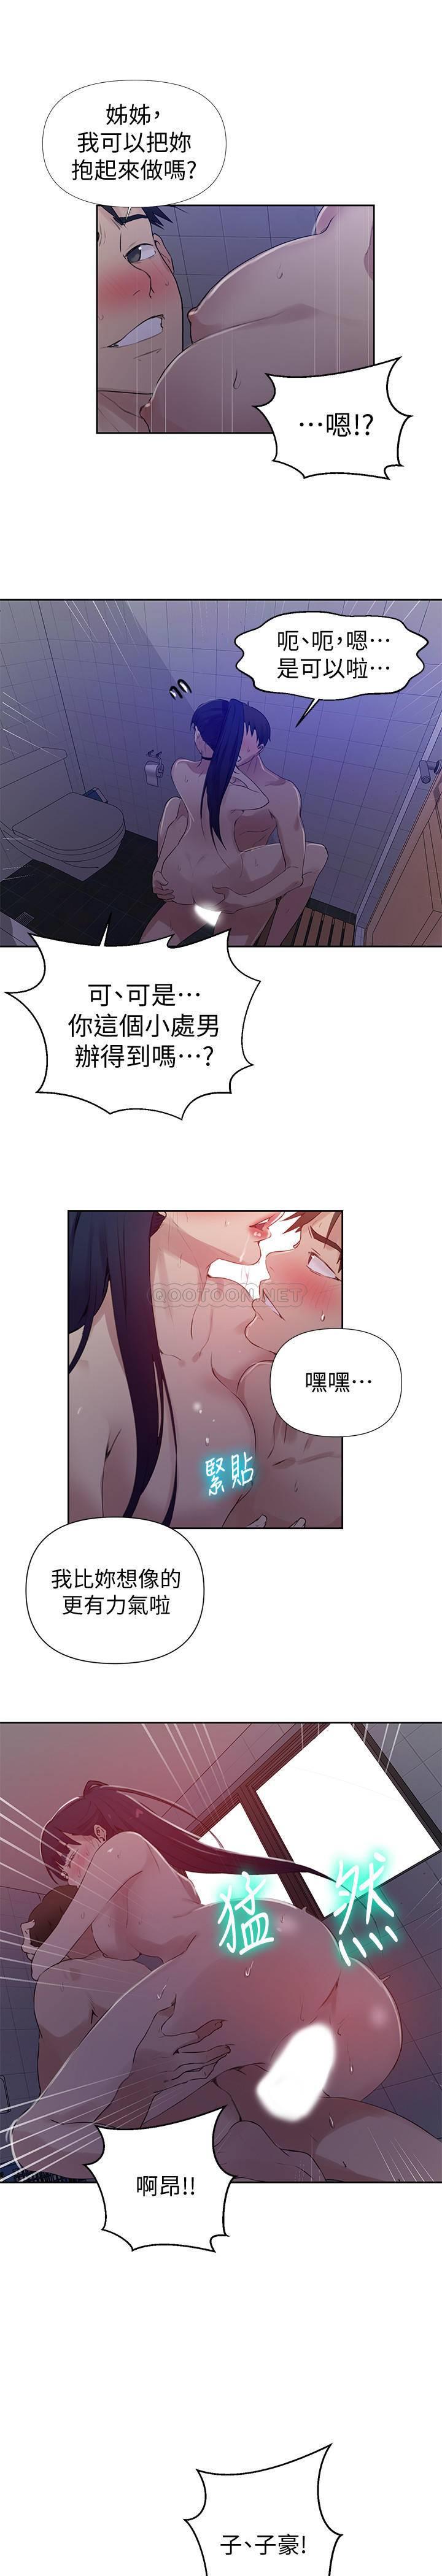 姊姊，
我可以把妳
抱起來做嗎?
⋯嗯!?
呃、呃，嗯⋯
是可以啦⋯
可、可是⋯
你這個小處男
辦得到嗎⋯?
QOOTOON.NET
嘿嘿⋯
緊貼
我比妳想像的
更有力氣啦
猛然
啊昂!!
子、子豪!